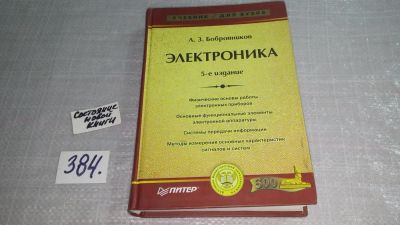 УЧЕБНИК ДЛЯ ВУЗОВ
Л. З. Бобровников
ЭЛЕКТРОНИКА
5-е издание
Физические основы работы
электронных приборов
Основные функциональные элементы
электронной аппаратуры
Системы передачи информации
Методы измерения основных характеристик
сигналов и систем
ПИТЕР
300
Состояние
новой
книги
384.